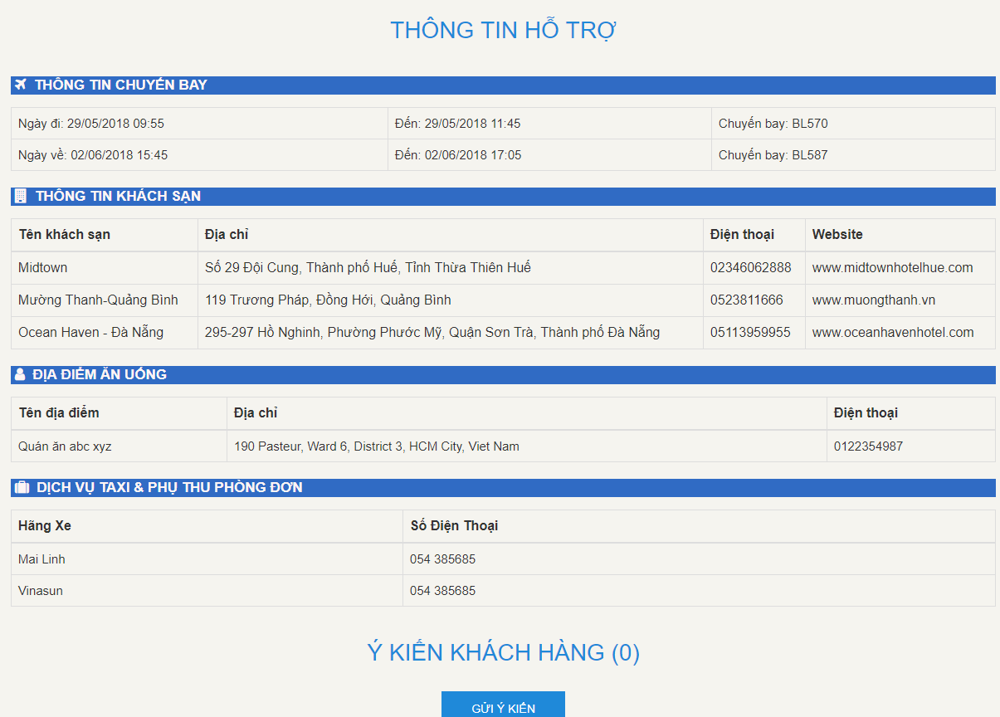 THÔNG TIN HỖ TRỢ
THÔNG TIN CHUYẾN BAY
Ngày đi: 29/05/2018 09:55 Đến: 29/05/2018 11:45 Chuyến bay: BL570
Ngày về: 02/06/2018 15:45 Đến: 02/06/2018 17:05 Chuyến bay: BL587
THÔNG TIN KHÁCH SẠN
Tên khách sạn Địa chỉ Điện thoại Website
Midtown Số 29 Đội Cung, Thành phố Huế, Tỉnh Thừa Thiên Huế 02346062888 www.midtownhotelhue.com
Mường Thanh-Quảng Bình 119 Trương Pháp, Đồng Hới, Quảng Bình 0523811666 www.muongthanh.vn
Ocean Haven - Đà Nẵng 295-297 Hồ Nghinh, Phường Phước Mỹ, Quận Sơn Trà, Thành phố Đà Nẵng 05113959955 www.oceanhavenhotel.com
ĐỊA ĐIỂM ĂN UỐNG
Tên địa điểm Địa chỉ Điện thoại
Quán ăn abc xyz 190 Pasteur, Ward 6, District 3, HCM City, Viet Nam 0122354987
DỊCH VỤ TAXI & PHỤ THU PHÒNG ĐƠN
Hãng Xe Số Điện Thoại
Mai Linh 054 385685
Vinasun 054 385685
Ý KIẾN KHÁCH HÀNG (0)
GỬI Ý KIẾN